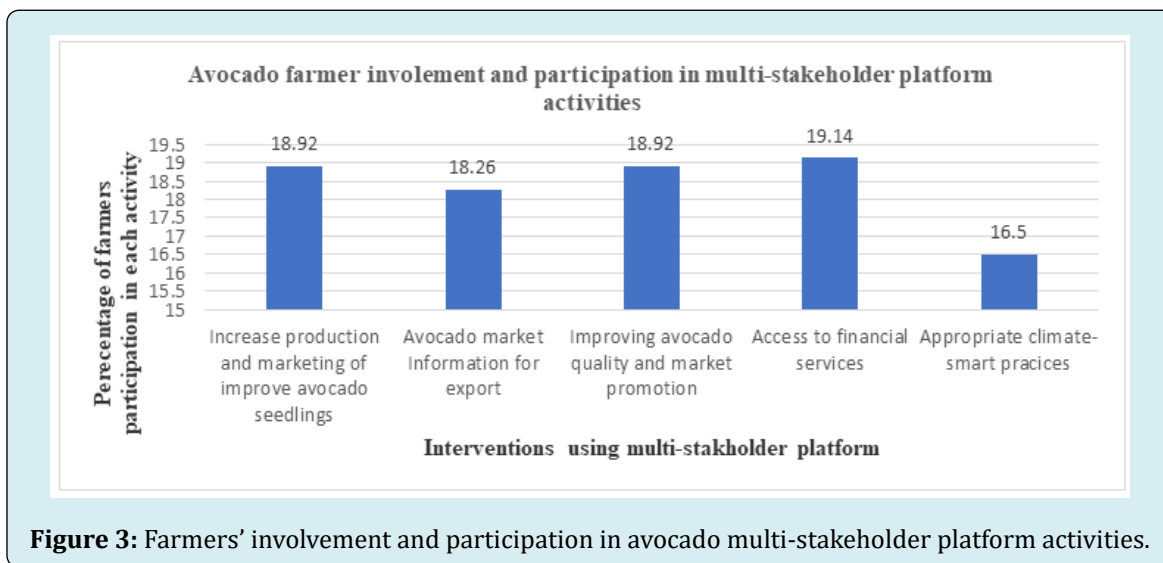 Avocado farmer involement and participation in multi-stakeholder platform
activities
Perecentage of farmers
participation in each activity
19.5
19
18.5
18
17.5
17
16.5
16
15.5
15
18.92
18.26
18.92
19.14
16.5
Increase production
and marketing of
improve avocado
seedlings
Avocado market
Information for
export
Improving avocado
quality and market
promotion
Access to financial
services
Appropriate climate-
smart pracices
Interventions using multi-stakholder platform
Figure 3: Farmers’ involvement and participation in avocado multi-stakeholder platform activities.